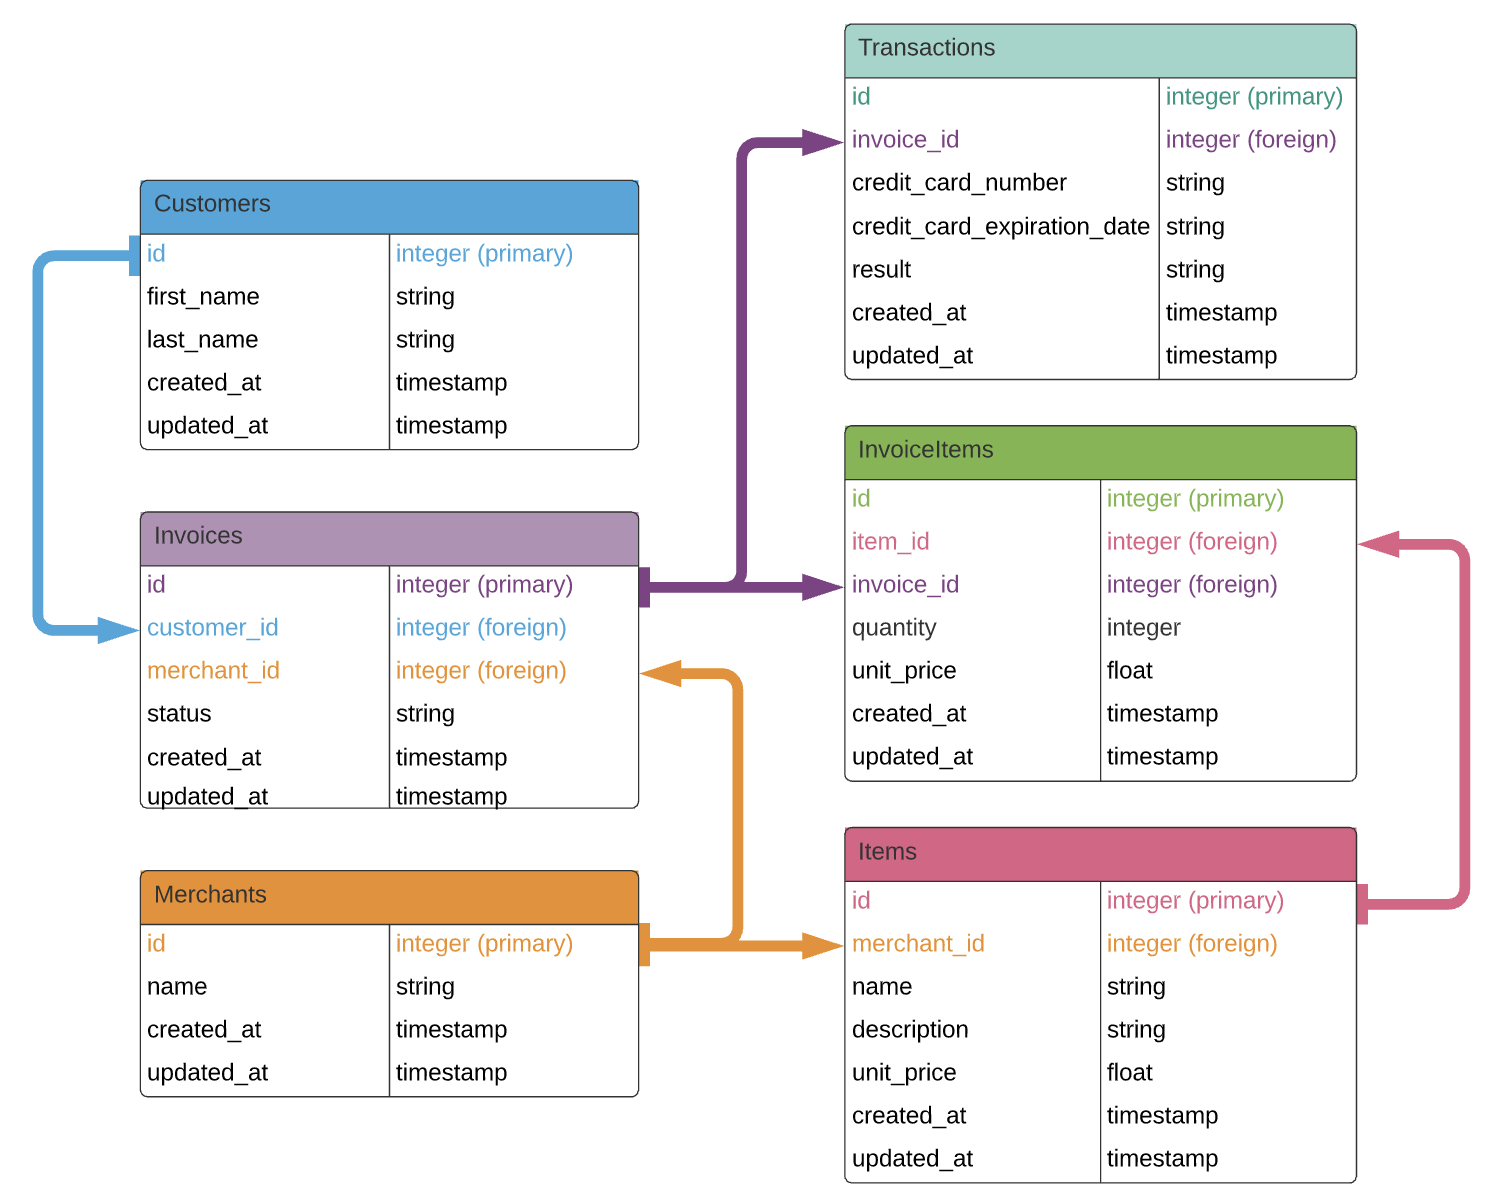 Customers
id integer (primary)
first_name string
last_name string
created_at timestamp
updated_at timestamp
Invoices
id integer (primary)
customer_id integer (foreign)
merchant_id integer (foreign)
status string
created_at timestamp
updated_at timestamp
Merchants
id integer (primary)
name string
created_at timestamp
updated_at timestamp
Transactions
id integer (primary)
invoice_id integer (foreign)
credit_card_number string
credit_card_expiration_date string
result string
created_at timestamp
updated_at timestamp
InvoiceItems
id integer (primary)
item_id integer (foreign)
invoice_id integer (foreign)
quantity integer
unit_price float
created_at timestamp
updated_at timestamp
Items
id integer (primary)
merchant_id integer (foreign)
name string
description string
unit_price float
created_at timestamp
updated_at timestamp